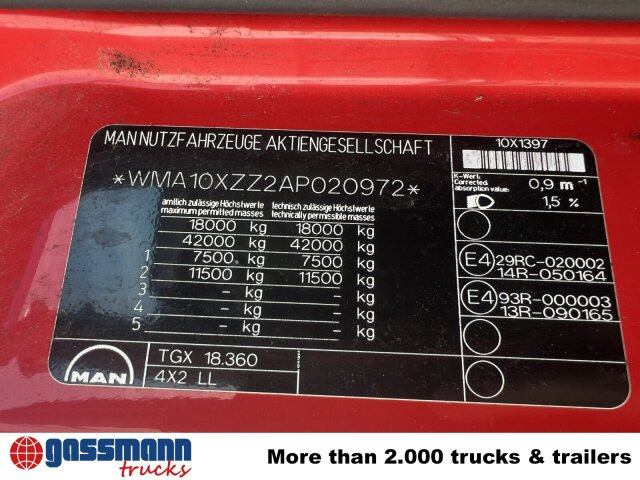 MAN NUTZFAHRZEUGE AKTIENGESELLSCHAFT
*WMA10XZZ2AP020972*
amtlich zulässige Höchstwerte technisch zulässige Höchstwerte
maximum permitted masses technically permissible masses
18000 kg 18000 kg
42000 kg 42000 kg
1 7500 kg 7500 kg
2 11500 kg 11500 kg
3 - kg - kg
4 - kg - kg
5 - kg - kg
MAN
TGX 18.360
4X2 LL
10X1397
K-Wert:
Corrected absorption value: 0,9 m⁻¹
1,5 %
E4 29RC-020002
14R-050164
E4 93R-000003
13R-090165
gassmann
trucks
More than 2.000 trucks & trailers